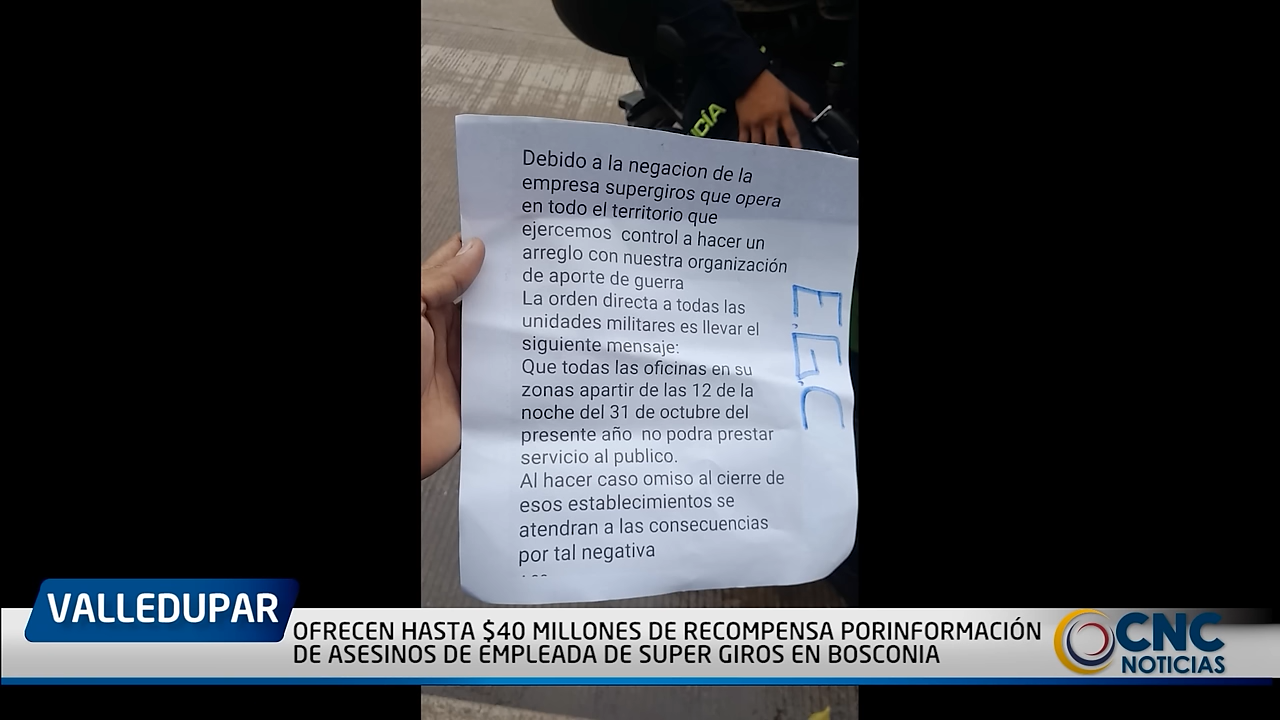 CÍA
Debido a la negacion de la
empresa supergiros que opera
en todo el territorio que
ejercemos control a hacer un
arreglo con nuestra organización
de aporte de guerra
La orden directa a todas las
unidades militares es llevar el
siguiente mensaje:
Que todas las oficinas en su
zonas apartir de las 12 de la
noche del 31 de octubre del
presente año no podra prestar
servicio al publico.
Al hacer caso omiso al cierre de
esos establecimientos se
atendran a las consecuencias
por tal negativa
E.G.C
VALLEDUPAR
OFRECEN HASTA $40 MILLONES DE RECOMPENSA PORINFORMACIÓN
DE ASESINOS DE EMPLEADA DE SUPER GIROS EN BOSCONIA
CNC
NOTICIAS